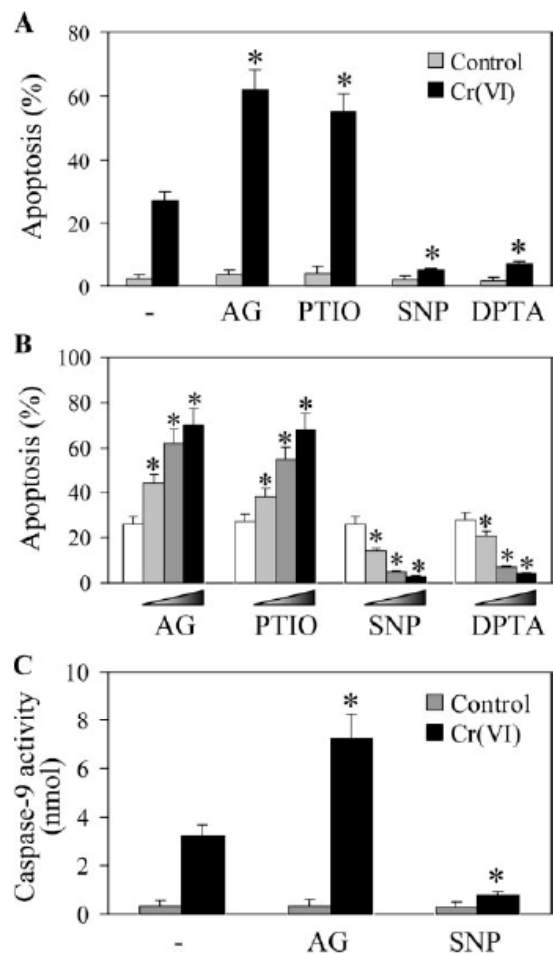 A
Apoptosis (%)
80
60
40
20
0
Control
Cr(VI)
*
*
*
*
- AG PTIO SNP DPTA
B
Apoptosis (%)
100
80
60
40
20
0
* * *
* * *
* * *
* * *
AG PTIO SNP DPTA
C
Caspase-9 activity
(nmol)
10
8
6
4
2
0
Control
Cr(VI)
*
*
- AG SNP